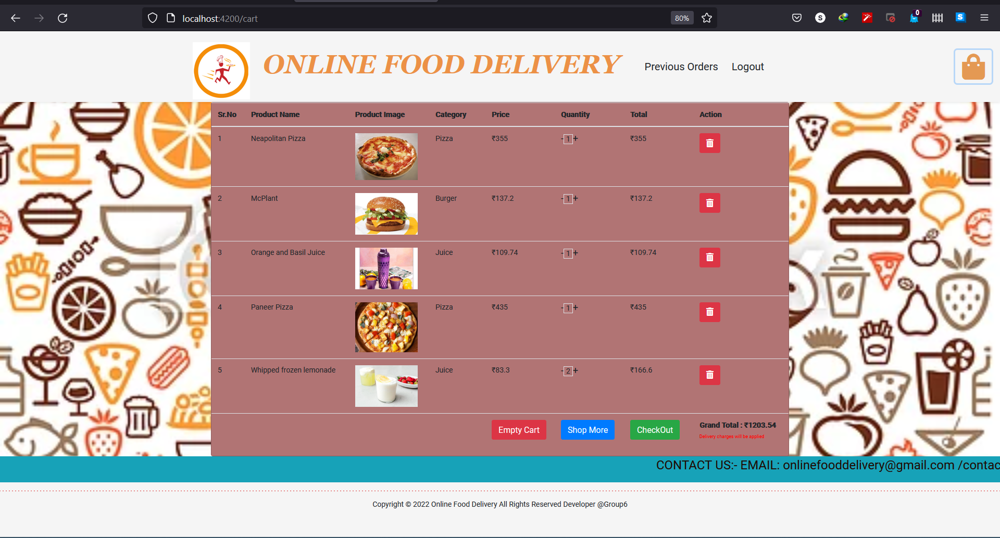 localhost:4200/cart
80%
0
S
S
ONLINE FOOD DELIVERY
Previous Orders Logout
Sr.No Product Name Product Image Category Price Quantity Total Action
1 Neapolitan Pizza Pizza ₹355 -1+ ₹355
2 McPlant Burger ₹137.2 -1+ ₹137.2
3 Orange and Basil Juice Juice ₹109.74 -1+ ₹109.74
4 Paneer Pizza Pizza ₹435 -1+ ₹435
5 Whipped frozen lemonade Juice ₹83.3 -2+ ₹166.6
Empty Cart Shop More CheckOut Grand Total : ₹1203.54
Delivery charges will be applied
CONTACT US:- EMAIL: onlinefooddelivery@gmail.com /contac
Copyright © 2022 Online Food Delivery All Rights Reserved Developer @Group6